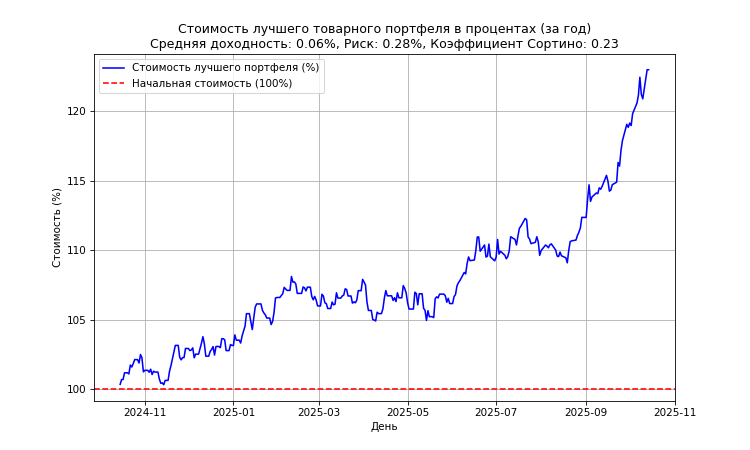 Стоимость лучшего товарного портфеля в процентах (за год)
Средняя доходность: 0.06%, Риск: 0.28%, Коэффициент Сортино: 0.23
Стоимость лучшего портфеля (%)
Начальная стоимость (100%)
120
115
110
105
100
Стоимость (%)
2024-11
2025-01
2025-03
2025-05
2025-07
2025-09
2025-11
День